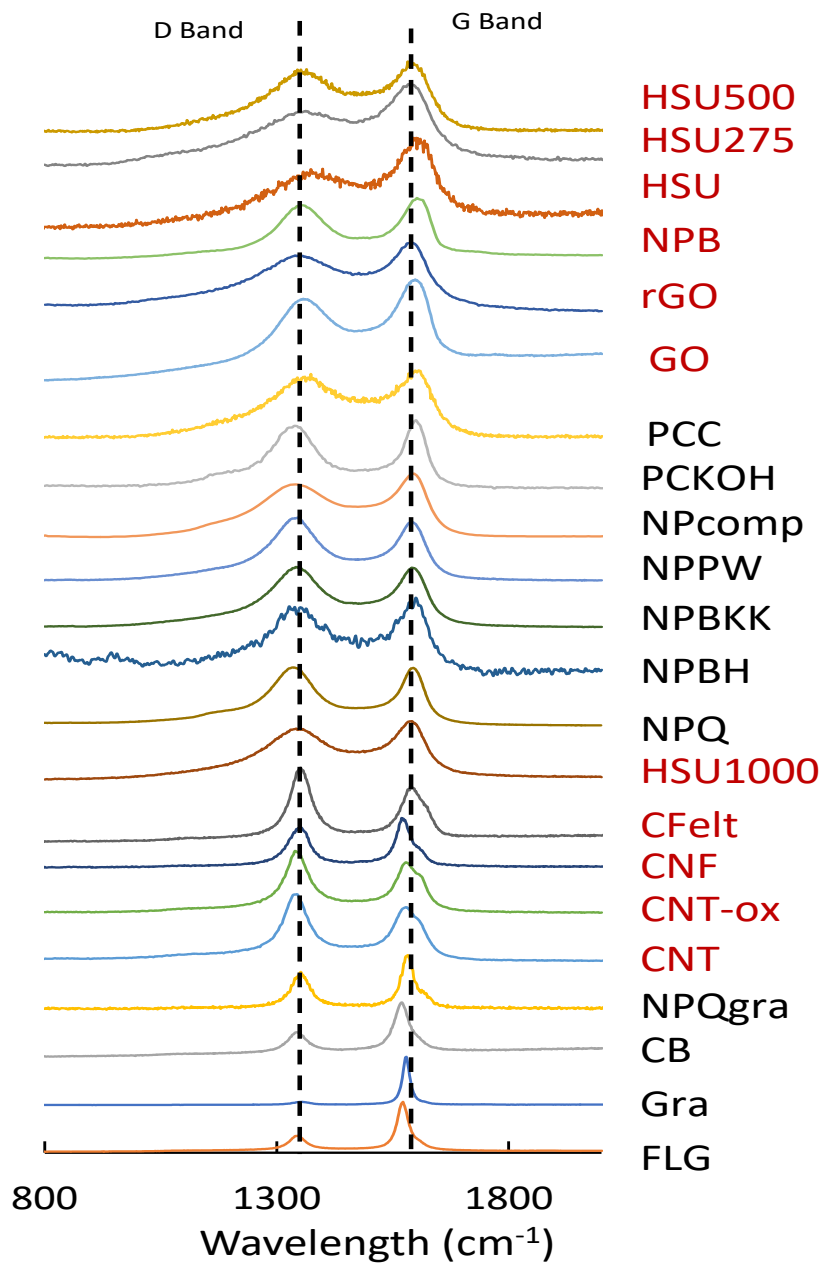 D Band
G Band
HSU500
HSU275
HSU
NPB
rGO
GO
PCC
PCKOH
NPcomp
NPPW
NPBKK
NPBH
NPQ
HSU1000
CFelt
CNF
CNT-ox
CNT
NPQgra
CB
Gra
FLG
800 1300 1800
Wavelength (cm⁻¹)